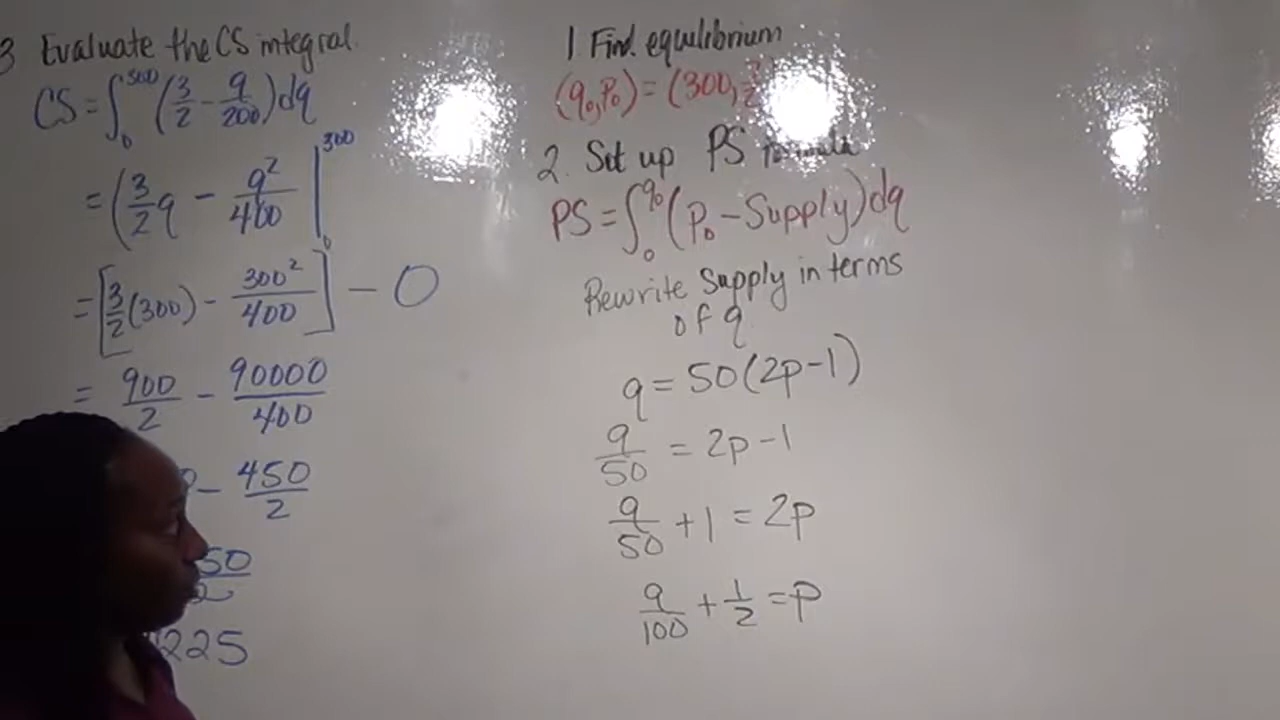 3 Evaluate the CS integral.
CS = ∫₀³⁰⁰ (3/2 - q/200) dq
= (3/2 q - q²/400 |₀³⁰⁰
= [3/2 (300) - 300²/400] - 0
= 900/2 - 90000/400
- 450/2
50/2
225
1. Find equilibrium
(q₀, P₀) = (300,
2. Set up PS formula
PS = ∫₀^q₀ (P₀ - Supply) dq
Rewrite Supply in terms
of q
q = 50(2p-1)
q/50 = 2p-1
q/50 + 1 = 2p
q/100 + 1/2 = p